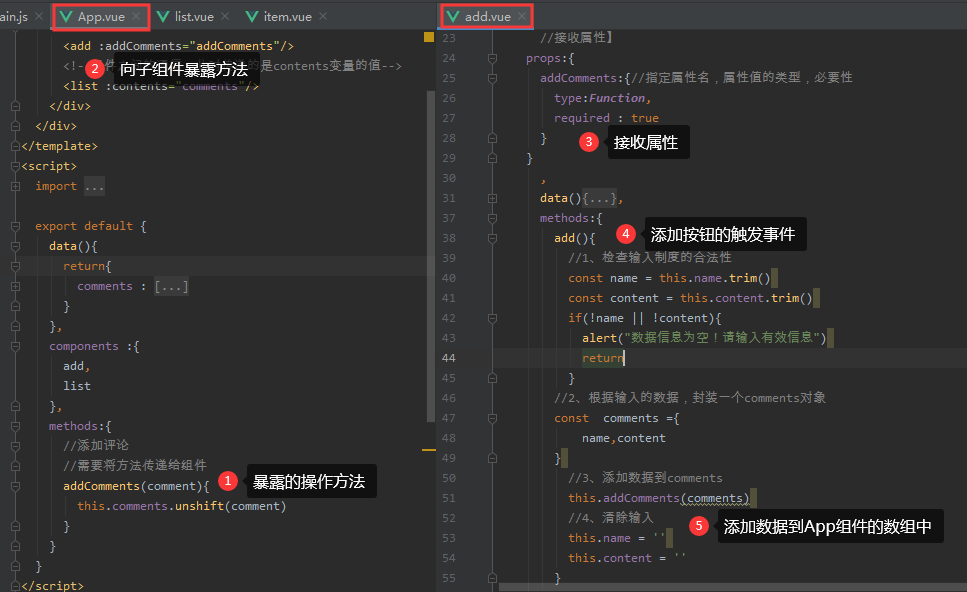 ain.js
App.vue
list.vue
item.vue
<add :addComments="addComments"/>
<!--
是contents变量的值-->
<list :contents="comments"/>
2
向子组件暴露方法
</div>
</div>
</template>
<script>
import ...
export default {
data(){
return{
comments : [...]
}
},
components :{
add,
list
},
methods:{
//添加评论
//需要将方法传递给组件
addComments(comment){
1
暴露的操作方法
this.comments.unshift(comment)
}
}
}
</script>
add.vue
23 //接收属性】
24 props:{
25 addComments:{//指定属性名，属性值的类型，必要性
26 type:Function,
27 required : true
28 }
3
接收属性
29 }
30 ,
31 data(){...},
37 methods:{
38 add(){
4
添加按钮的触发事件
39 //1、检查输入制度的合法性
40 const name = this.name.trim()
41 const content = this.content.trim()
42 if(!name || !content){
43 alert("数据信息为空！请输入有效信息")
44 return
45 }
46 //2、根据输入的数据，封装一个comments对象
47 const comments ={
48 name,content
49 }
50 //3、添加数据到comments
51 this.addComments(comments)
52 //4、清除输入
5
添加数据到App组件的数组中
53 this.name = ''
54 this.content = ''
55 }